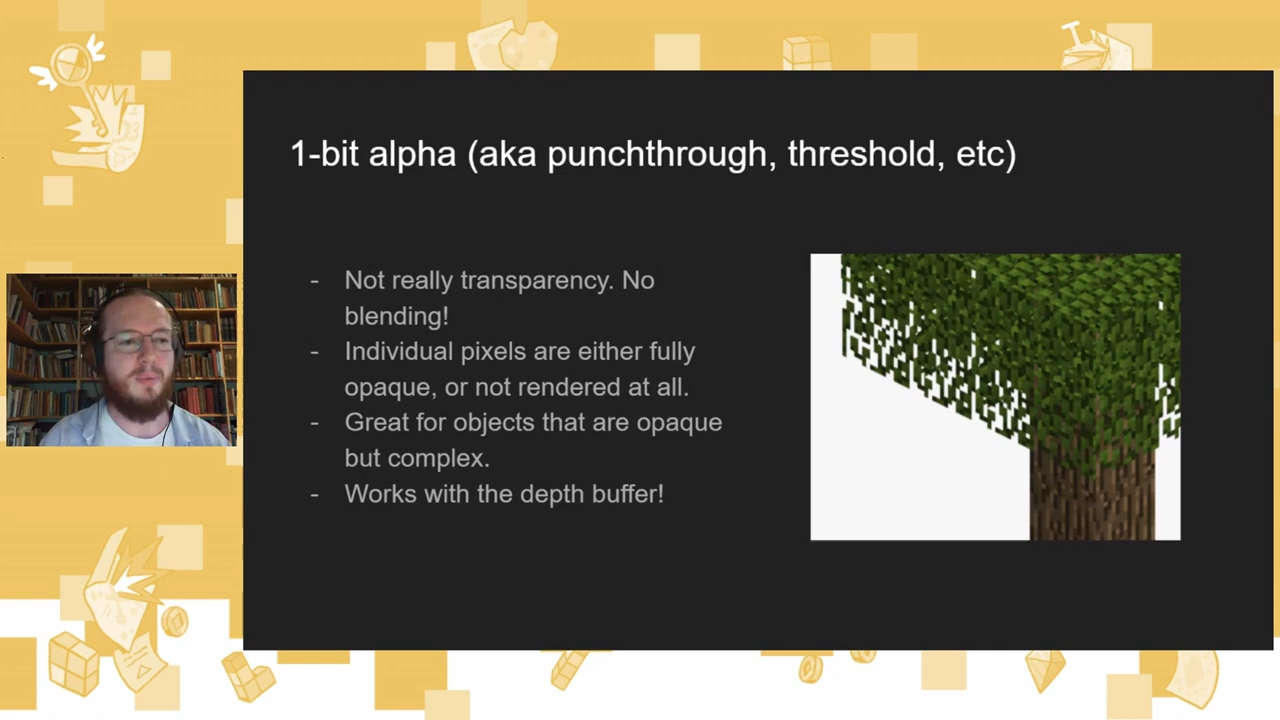 1-bit alpha (aka punchthrough, threshold, etc)
- Not really transparency. No
blending!
- Individual pixels are either fully
opaque, or not rendered at all.
- Great for objects that are opaque
but complex.
- Works with the depth buffer!